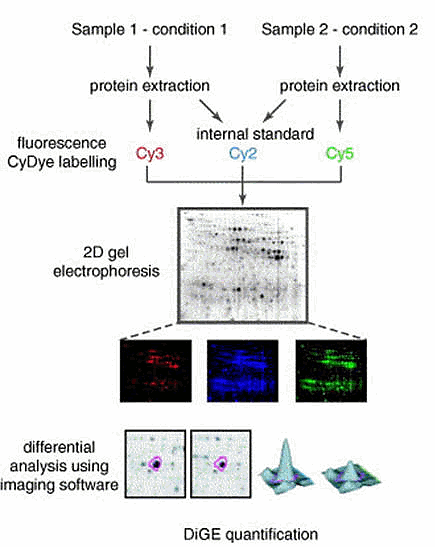 Sample 1 - condition 1 Sample 2 - condition 2
protein extraction protein extraction
internal standard
fluorescence
CyDye labelling
Cy3 Cy2 Cy5
2D gel
electrophoresis
differential
analysis using
imaging software
DiGE quantification